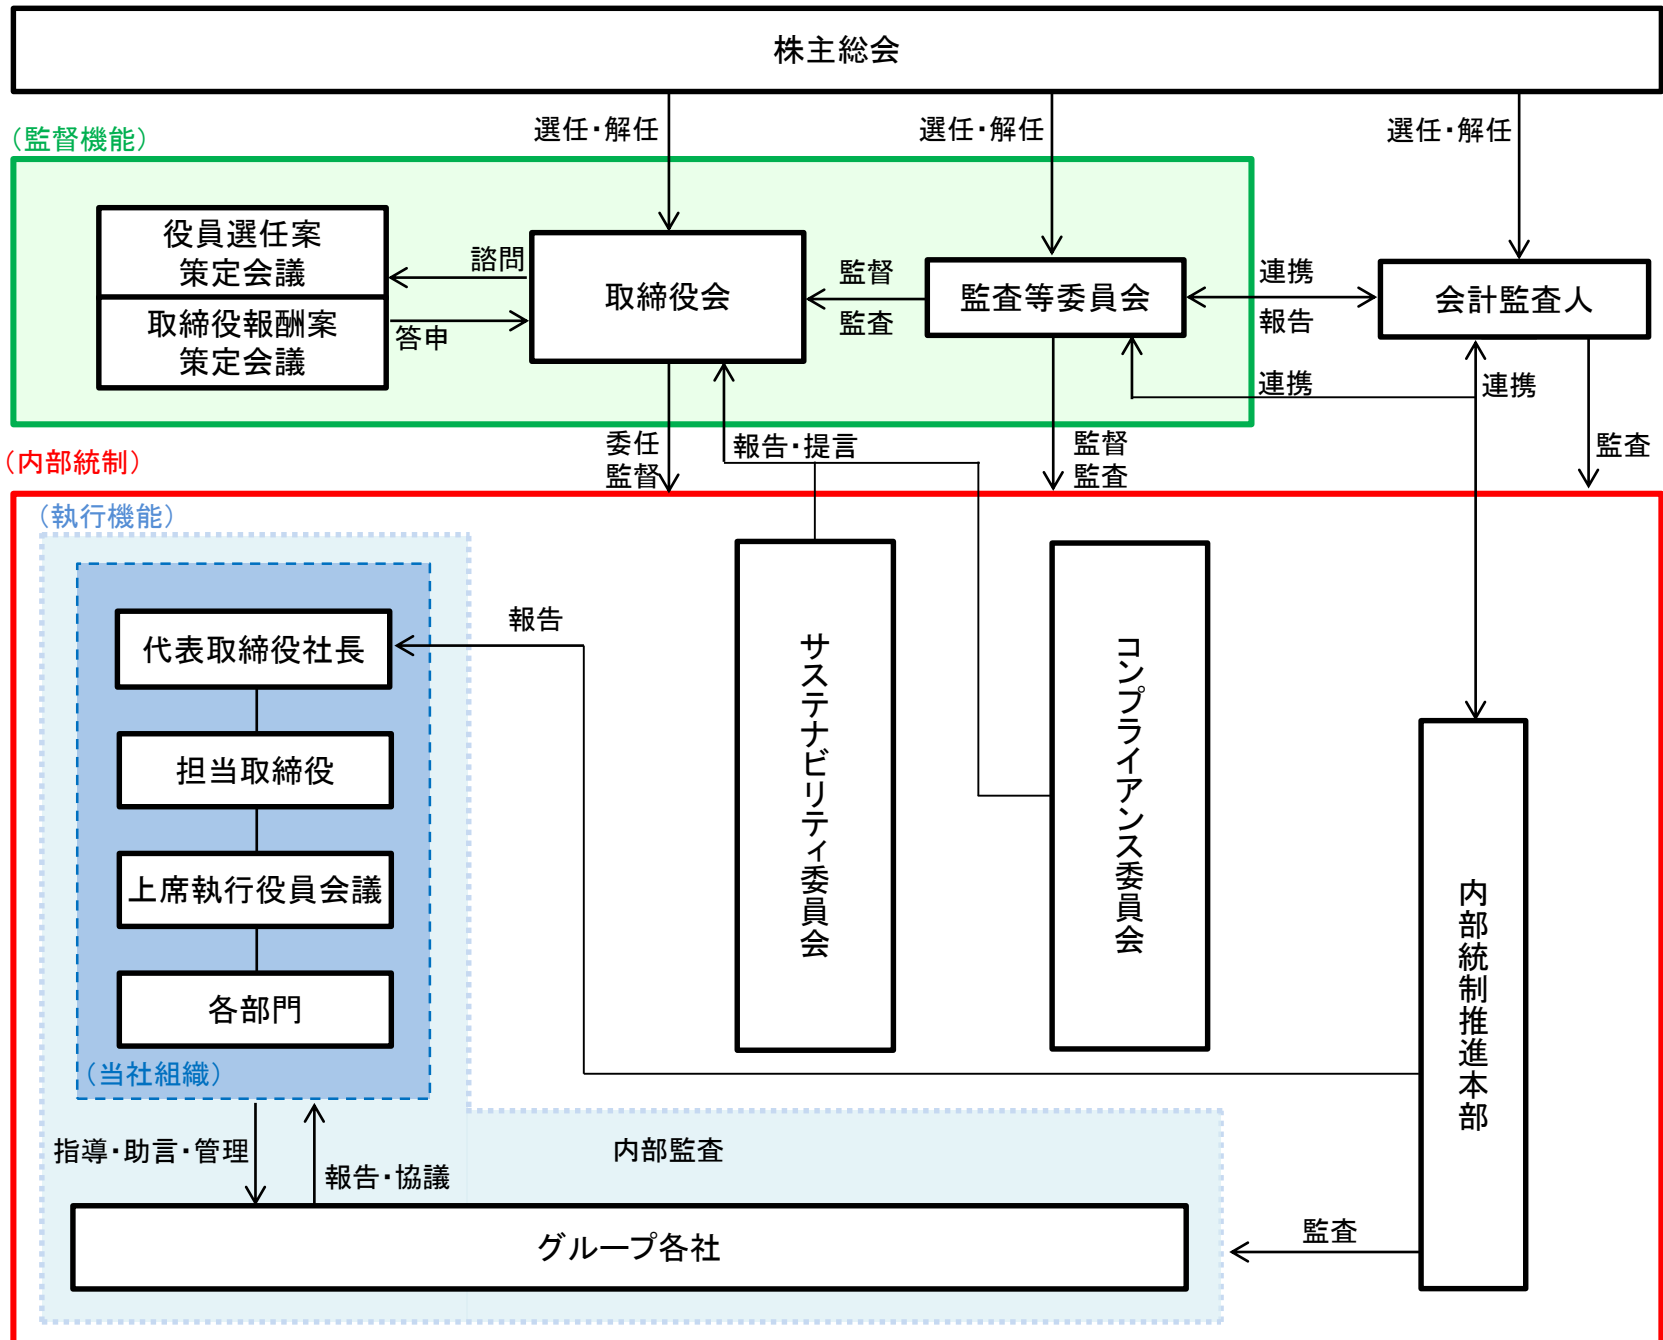 株主総会
選任・解任
選任・解任
選任・解任
（監督機能）
役員選任案
策定会議
取締役報酬案
策定会議
諮問
答申
取締役会
監督
監査
監査等委員会
連携
報告
会計監査人
連携
連携
委任
監督
報告・提言
監督
監査
監査
（内部統制）
（執行機能）
代表取締役社長
担当取締役
上席執行役員会議
各部門
（当社組織）
報告
サステナビリティ委員会
コンプライアンス委員会
内部統制推進本部
指導・助言・管理
報告・協議
内部監査
グループ各社
監査